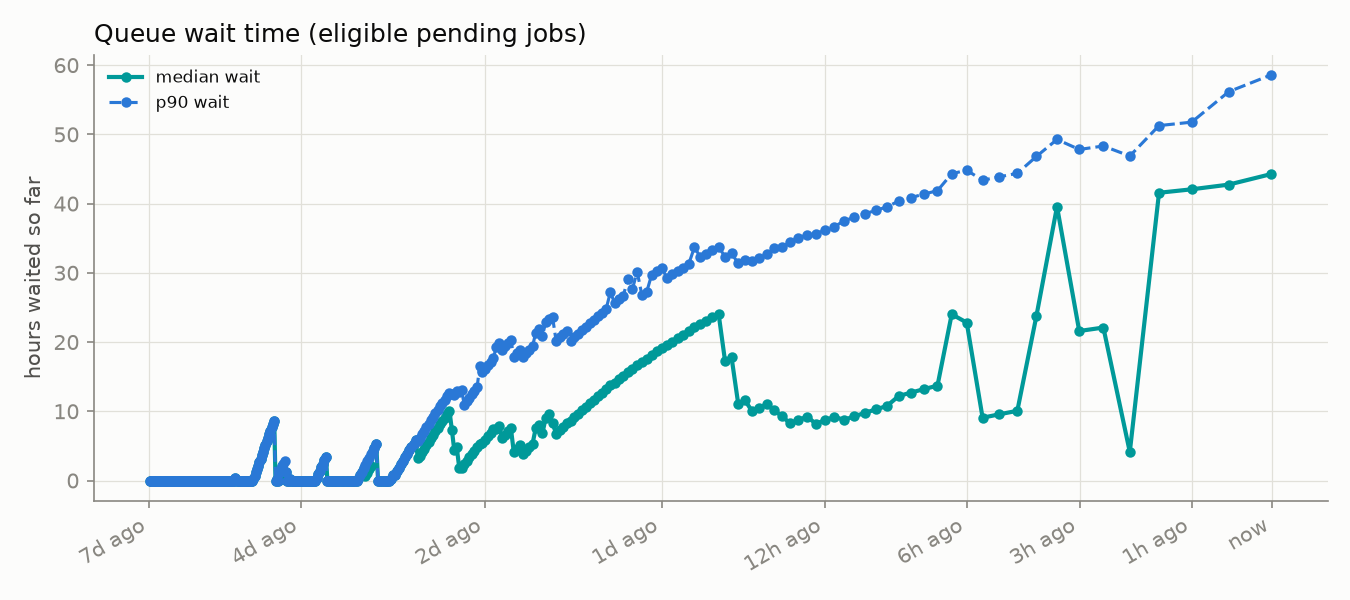 Queue wait time (eligible pending jobs)
median wait
p90 wait
hours waited so far
60
50
40
30
20
10
0
7d ago
4d ago
2d ago
1d ago
12h ago
6h ago
3h ago
1h ago
now